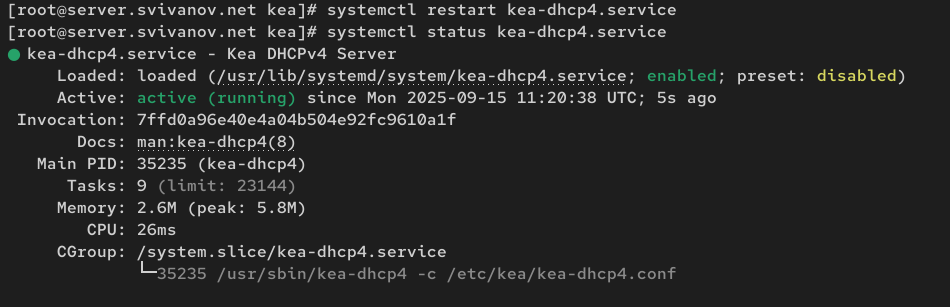 [root@server.svivanov.net kea]# systemctl restart kea-dhcp4.service
[root@server.svivanov.net kea]# systemctl status kea-dhcp4.service
● kea-dhcp4.service - Kea DHCPv4 Server
     Loaded: loaded (/usr/lib/systemd/system/kea-dhcp4.service; enabled; preset: disabled)
     Active: active (running) since Mon 2025-09-15 11:20:38 UTC; 5s ago
 Invocation: 7ffd0a96e40e4a04b504e92fc9610a1f
       Docs: man:kea-dhcp4(8)
   Main PID: 35235 (kea-dhcp4)
      Tasks: 9 (limit: 23144)
     Memory: 2.6M (peak: 5.8M)
        CPU: 26ms
     CGroup: /system.slice/kea-dhcp4.service
             └─35235 /usr/sbin/kea-dhcp4 -c /etc/kea/kea-dhcp4.conf